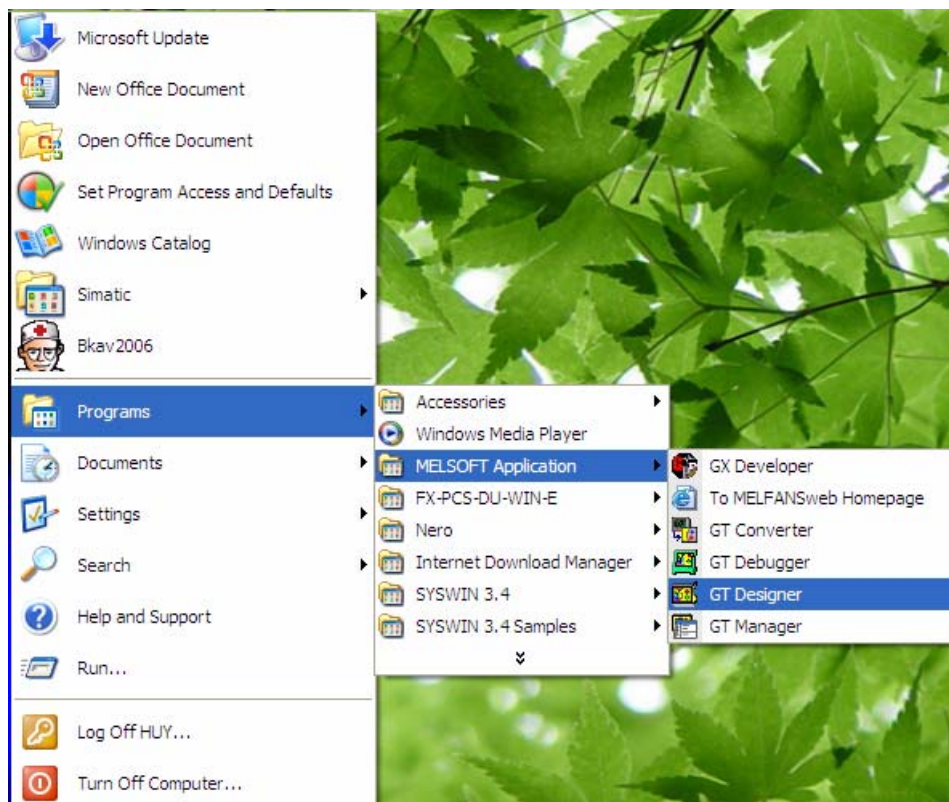 Microsoft Update
New Office Document
Open Office Document
Set Program Access and Defaults
Windows Catalog
Simatic
Bkav2006
Programs
Documents
Settings
Search
Help and Support
Run...
Log Off HUY...
Turn Off Computer...
Accessories
Windows Media Player
MELSOFT Application
FX-PCS-DU-WIN-E
Nero
Internet Download Manager
SYSWIN 3.4
SYSWIN 3.4 Samples
GX Developer
To MELFANSweb Homepage
GT Converter
GT Debugger
GT Designer
GT Manager